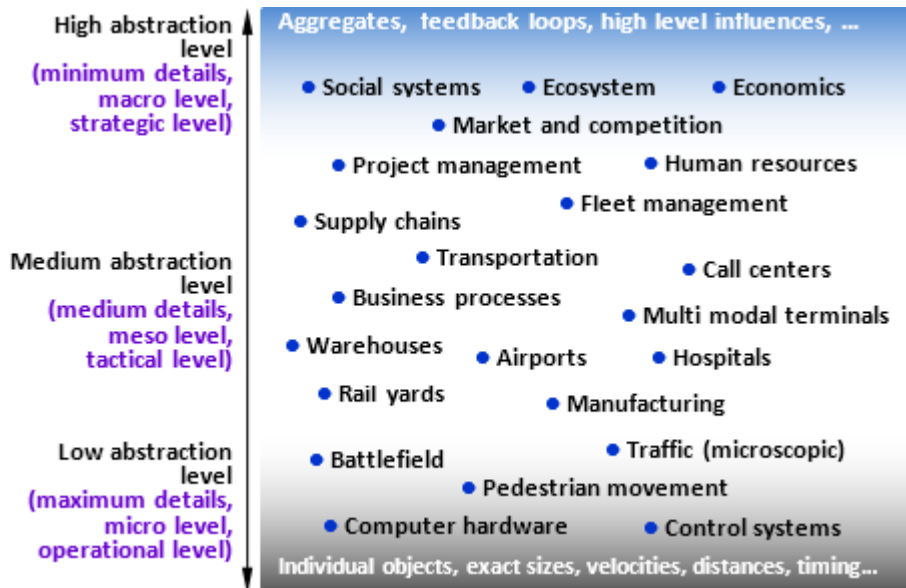 Aggregates, feedback loops, high level influences, ...
High abstraction
level
(minimum details,
macro level,
strategic level)
Social systems
Ecosystem
Economics
Market and competition
Project management
Human resources
Fleet management
Supply chains
Medium abstraction
level
(medium details,
meso level,
tactical level)
Transportation
Call centers
Business processes
Multi modal terminals
Warehouses
Airports
Hospitals
Rail yards
Manufacturing
Low abstraction
level
(maximum details,
micro level,
operational level)
Traffic (microscopic)
Battlefield
Pedestrian movement
Computer hardware
Control systems
Individual objects, exact sizes, velocities, distances, timing...